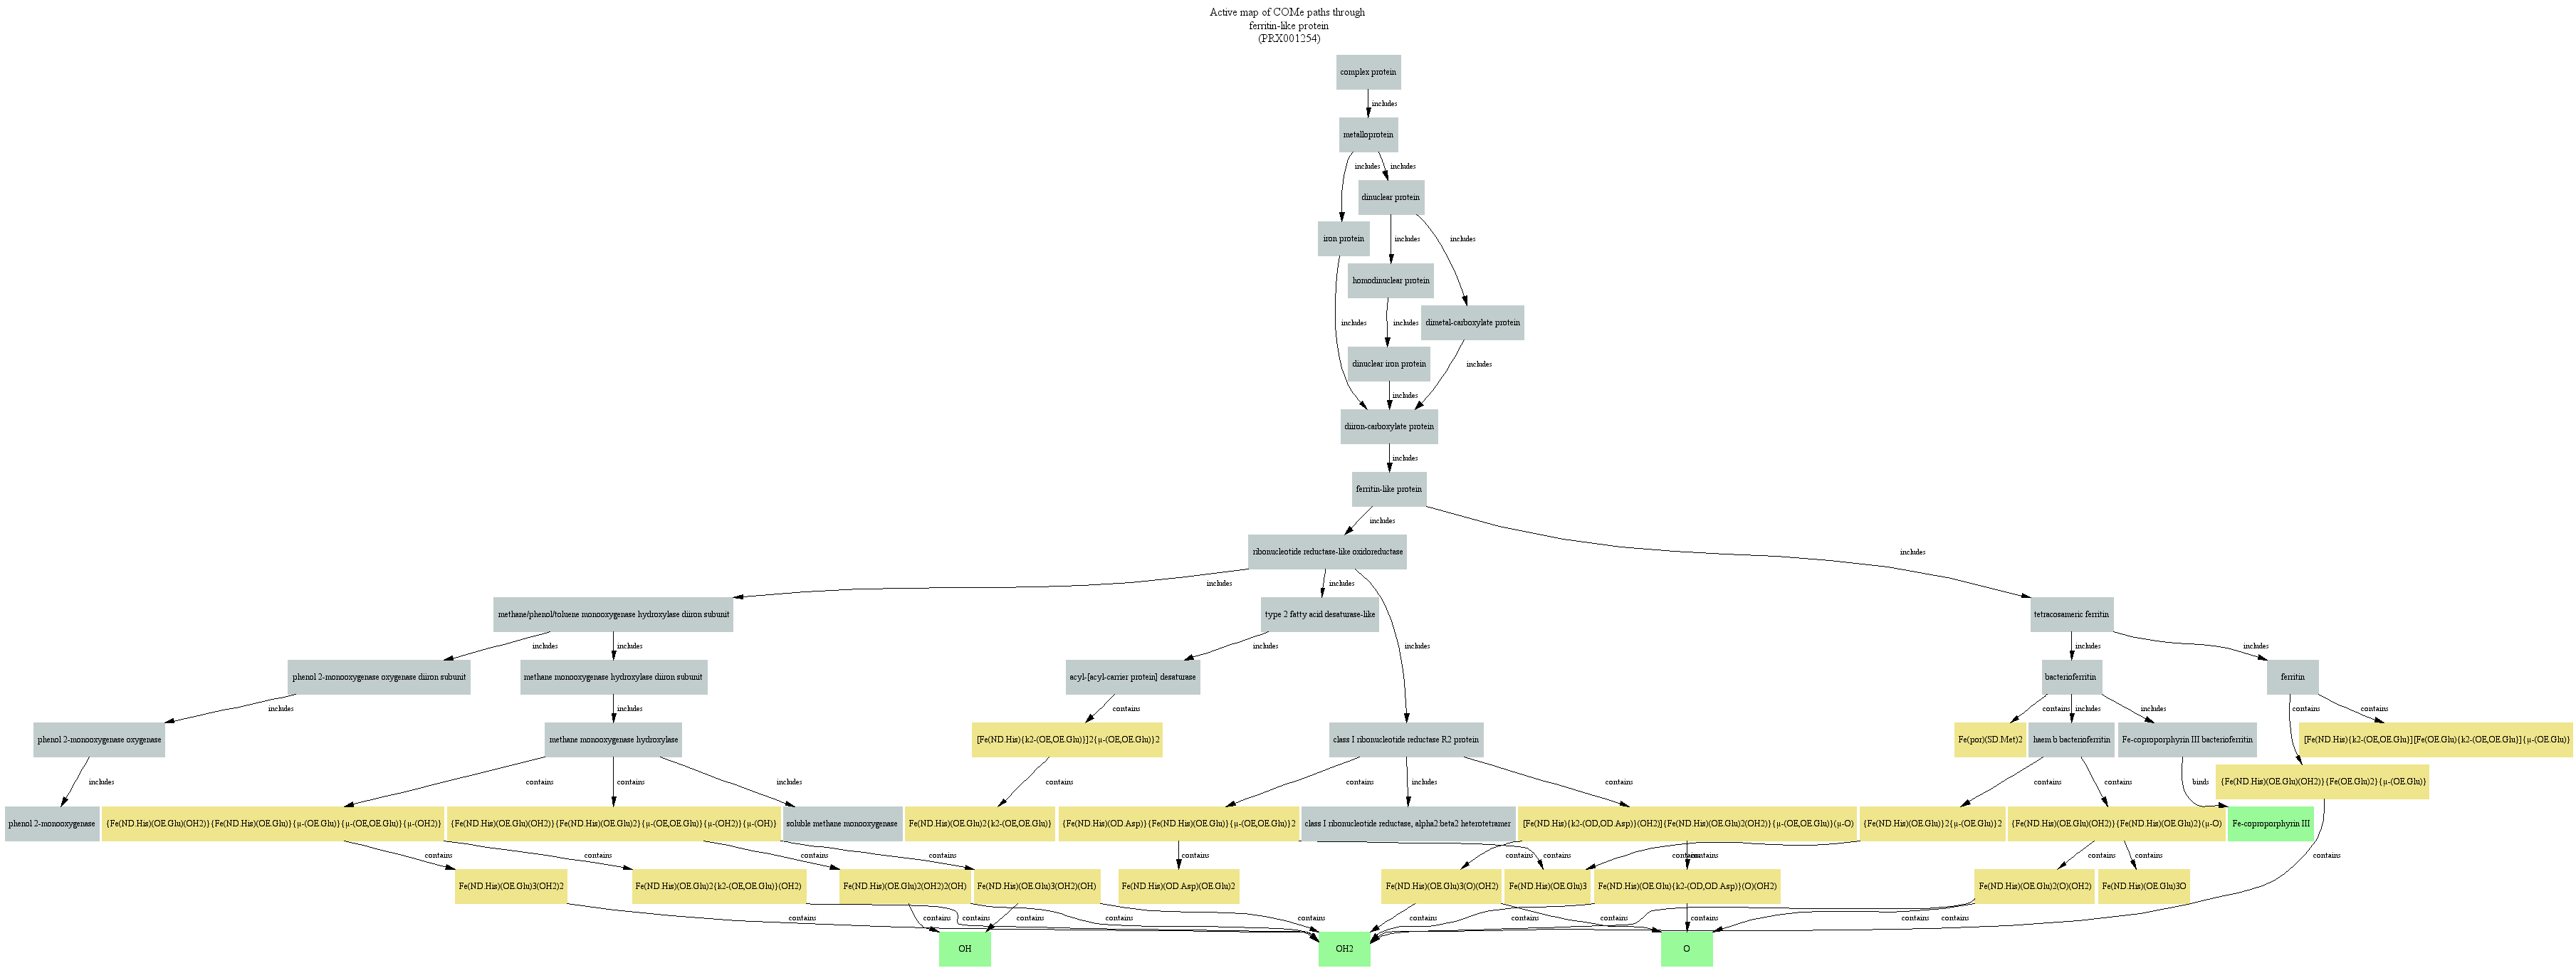 Active map of COMe paths through
ferritin-like protein
(PRX001254)
complex protein
includes
metalloprotein
includes
includes
dinuclear protein
iron protein
includes
includes
homodinuclear protein
includes
includes
dimetal-carboxylate protein
dinuclear iron protein
includes
includes
diiron-carboxylate protein
includes
ferritin-like protein
includes
includes
ribonucleotide reductase-like oxidoreductase
includes
includes
methane/phenol/toluene monooxygenase hydroxylase diiron subunit
type 2 fatty acid desaturase-like
tetracosameric ferritin
includes
includes
includes
includes
includes
includes
phenol 2-monooxygenase oxygenase diiron subunit
methane monooxygenase hydroxylase diiron subunit
acyl-[acyl-carrier protein] desaturase
bacterioferritin
ferritin
includes
includes
contains
contains
includes
includes
contains
contains
phenol 2-monooxygenase oxygenase
methane monooxygenase hydroxylase
[Fe(ND.His){k2-(OE,OE.Glu)}]2{μ-(OE,OE.Glu)}2
class I ribonucleotide reductase R2 protein
Fe(por)(SD.Met)2
haem b bacterioferritin
Fe-coproporphyrin III bacterioferritin
[Fe(ND.His){k2-(OE,OE.Glu)][Fe(OE.Glu){k2-(OE,OE.Glu}]{μ-(OE.Glu)}
includes
contains
contains
includes
contains
contains
includes
contains
contains
contains
binds
{Fe(ND.His)(OE.Glu)(OH2)}{Fe(OE.Glu)2}{μ-(OE.Glu)}
phenol 2-monooxygenase
{Fe(ND.His)(OE.Glu)(OH2)}{Fe(ND.His)(OE.Glu)}{μ-(OE.Glu)}{μ-(OE,OE.Glu)}{μ-(OH2)}
{Fe(ND.His)(OE.Glu)(OH2)}{Fe(ND.His)(OE.Glu)2}{μ-(OE,OE.Glu)}{μ-(OH2)}{μ-(OH)}
soluble methane monooxygenase
Fe(ND.His)(OE.Glu)2{k2-(OE,OE.Glu)}
{Fe(ND.His)(OD.Asp)}{Fe(ND.His)(OE.Glu)}{μ-(OE,OE.Glu)}2
class I ribonucleotide reductase, alpha2 beta2 heterotetramer
[Fe(ND.His){k2-(OD,OD.Asp)}(OH2)]{Fe(ND.His)(OE.Glu)2(OH2)}{μ-(OE,OE.Glu)}(μ-O)
{Fe(ND.His)(OE.Glu)}2{μ-(OE.Glu)}2
{Fe(ND.His)(OE.Glu)(OH2)}{Fe(ND.His)(OE.Glu)2}(μ-O)
Fe-coproporphyrin III
contains
contains
contains
contains
contains
contains
contains
contains
contains
contains
contains
contains
Fe(ND.His)(OE.Glu)3(OH2)2
Fe(ND.His)(OE.Glu)2{k2-(OE,OE.Glu)}(OH2)
Fe(ND.His)(OE.Glu)2(OH2)2(OH)
Fe(ND.His)(OE.Glu)3(OH2)(OH)
Fe(ND.His)(OD.Asp)(OE.Glu)2
Fe(ND.His)(OE.Glu)3(O)(OH2)
Fe(ND.His)(OE.Glu)3
Fe(ND.His)(OE.Glu){k2-(OD,OD.Asp)}(O)(OH2)
Fe(ND.His)(OE.Glu)2(O)(OH2)
Fe(ND.His)(OE.Glu)3O
contains
contains
contains
contains
contains
contains
contains
contains
contains
contains
contains
contains
OH
OH2
O